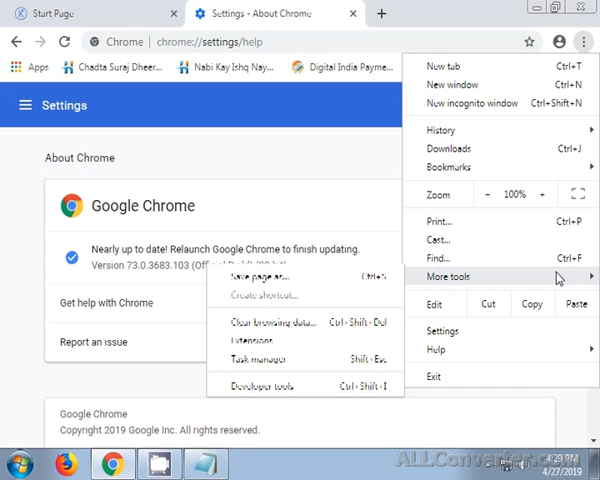 Start Page
Settings - About Chrome
Chrome chrome://settings/help
Apps Chadta Suraj Dheer... Nabi Kay Ishq Nay... Digital India Payme...
Settings
About Chrome
Google Chrome
Nearly up to date! Relaunch Google Chrome to finish updating.
Version 73.0.3683.103
Get help with Chrome
Report an issue
Google Chrome
Copyright 2019 Google Inc. All rights reserved.
New tab Ctrl+T
New window Ctrl+N
New incognito window Ctrl+Shift+N
History
Downloads Ctrl+J
Bookmarks
Zoom - 100% +
Print... Ctrl+P
Cast...
Find... Ctrl+F
More tools
Edit Cut Copy Paste
Settings
Help
Exit
Save page as... Ctrl+S
Create shortcut...
Clear browsing data... Ctrl+Shift+Del
Extensions
Task manager Shift+Esc
Developer tools Ctrl+Shift+I
ALLConverter.com
4:29 PM
4/27/2019